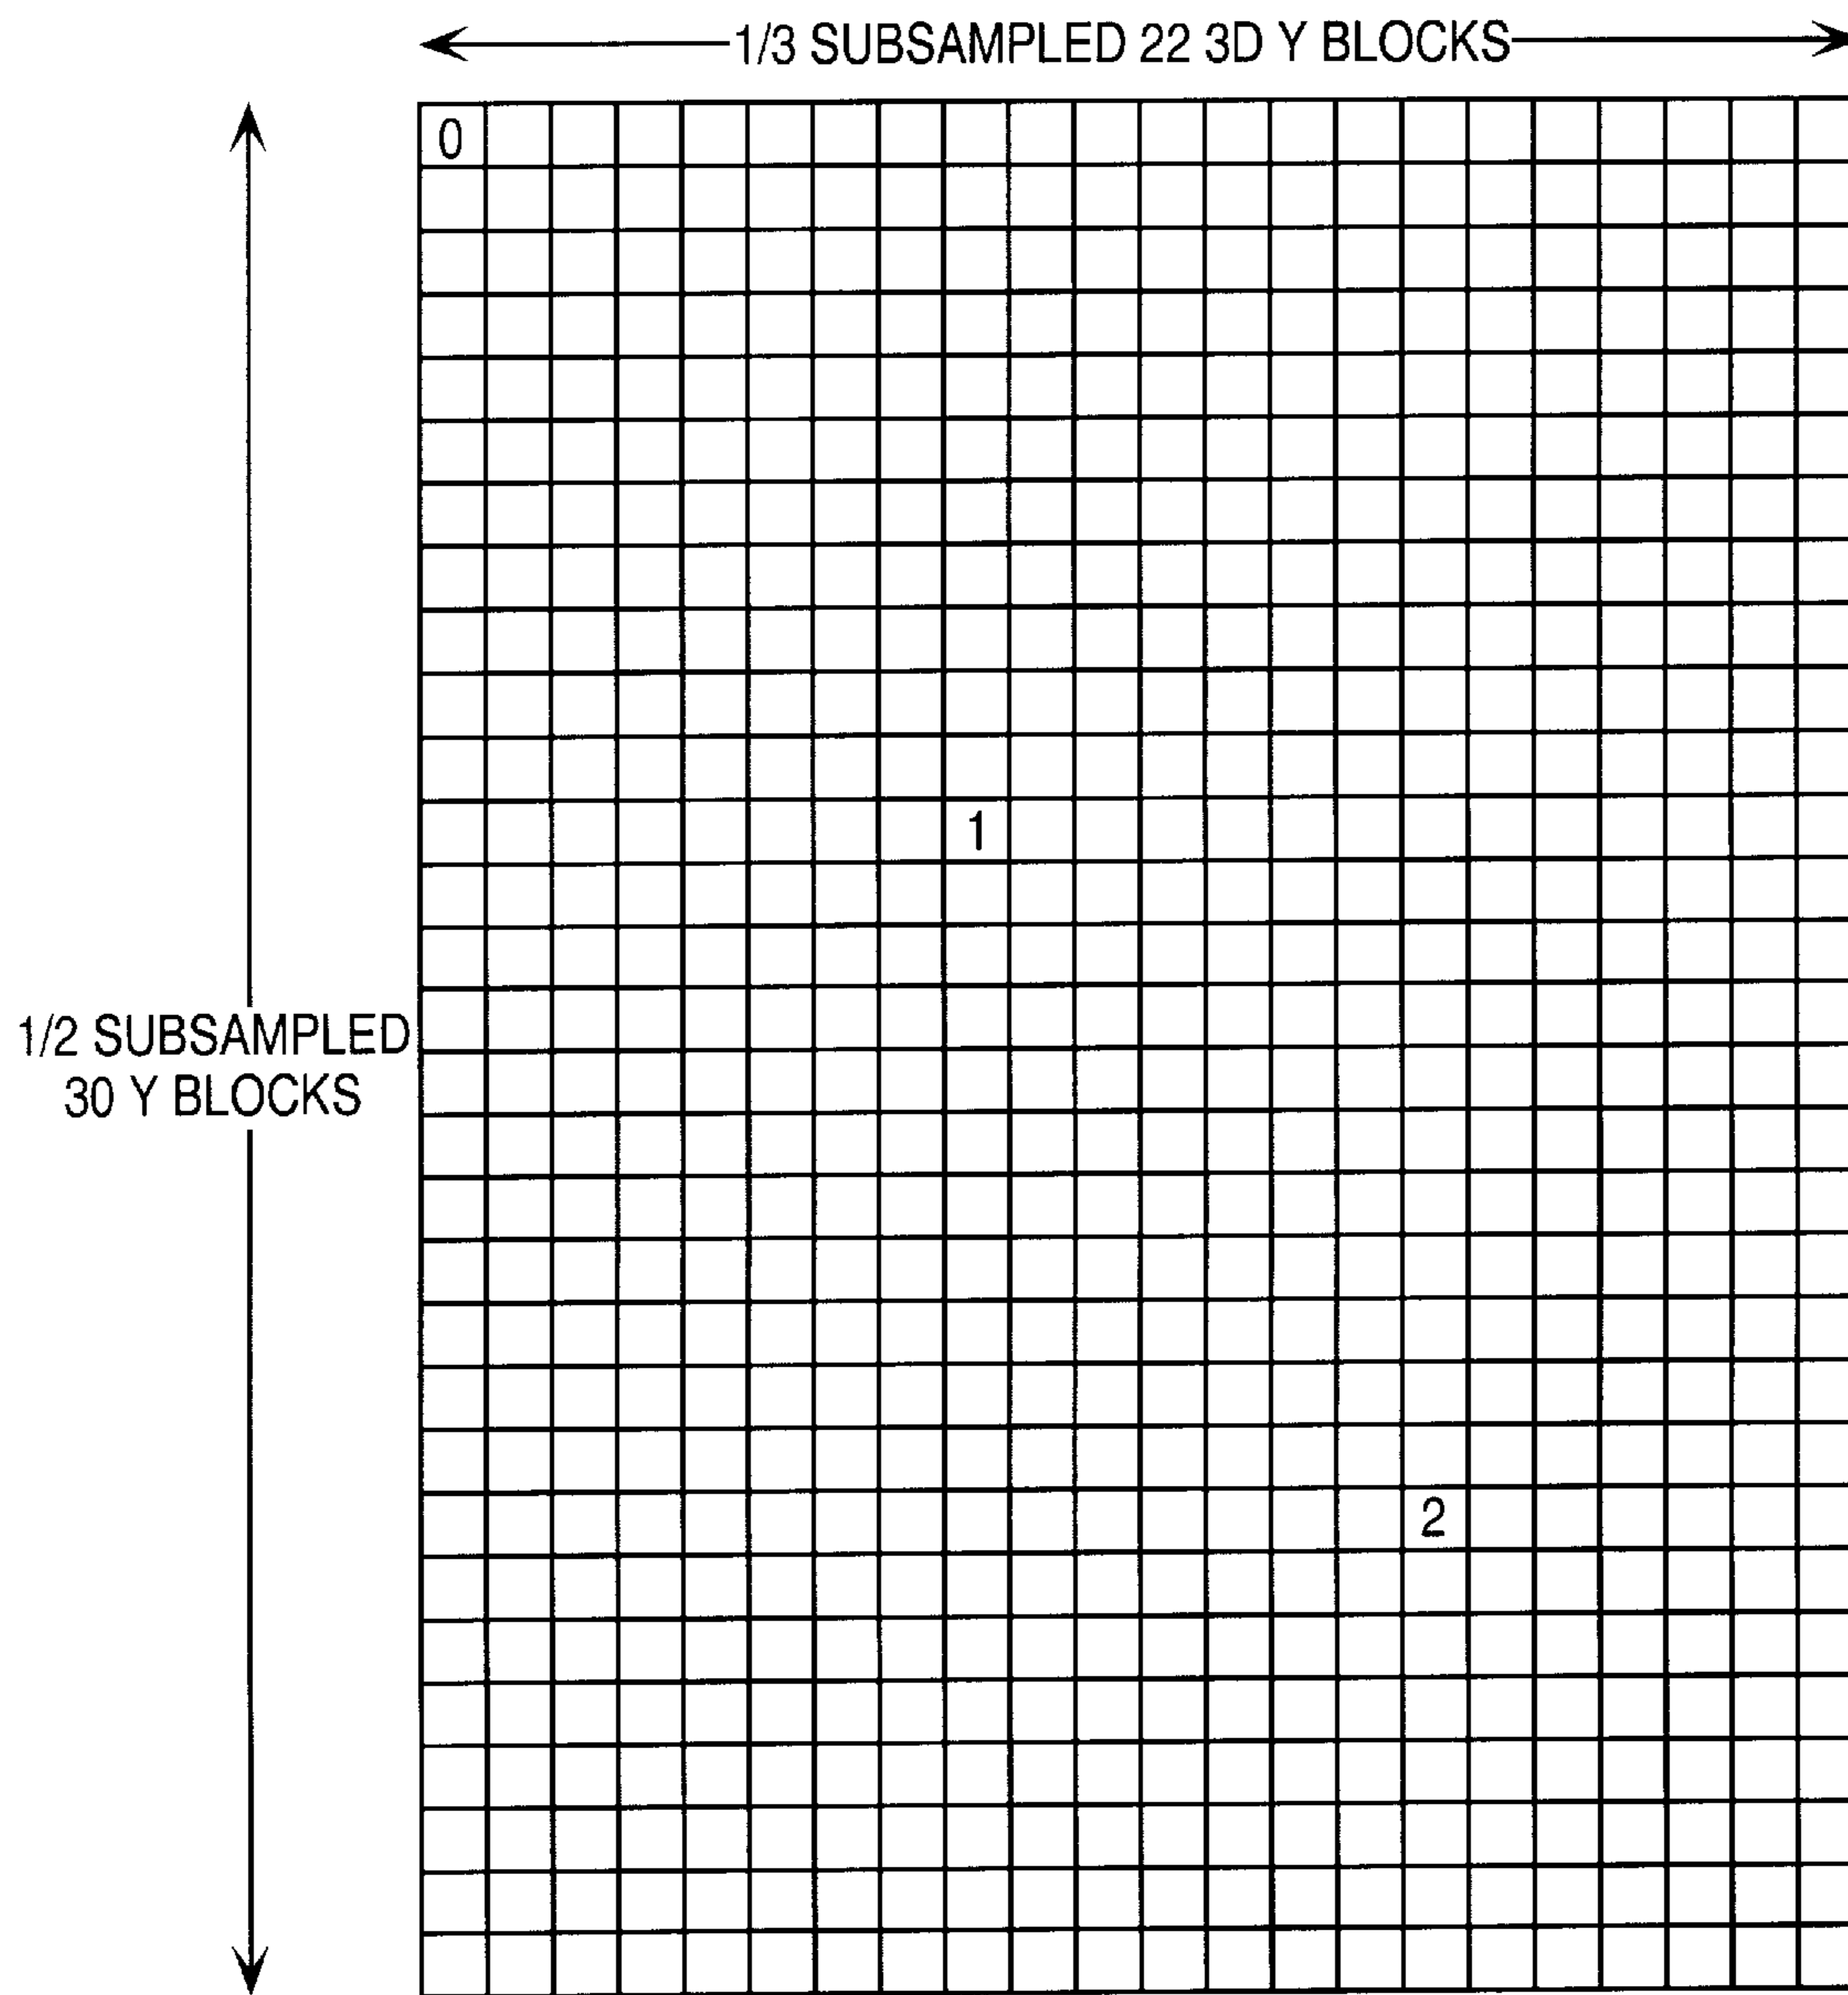 1/3 SUBSAMPLED 22 3D Y BLOCKS
0
1
1/2 SUBSAMPLED
30 Y BLOCKS
2